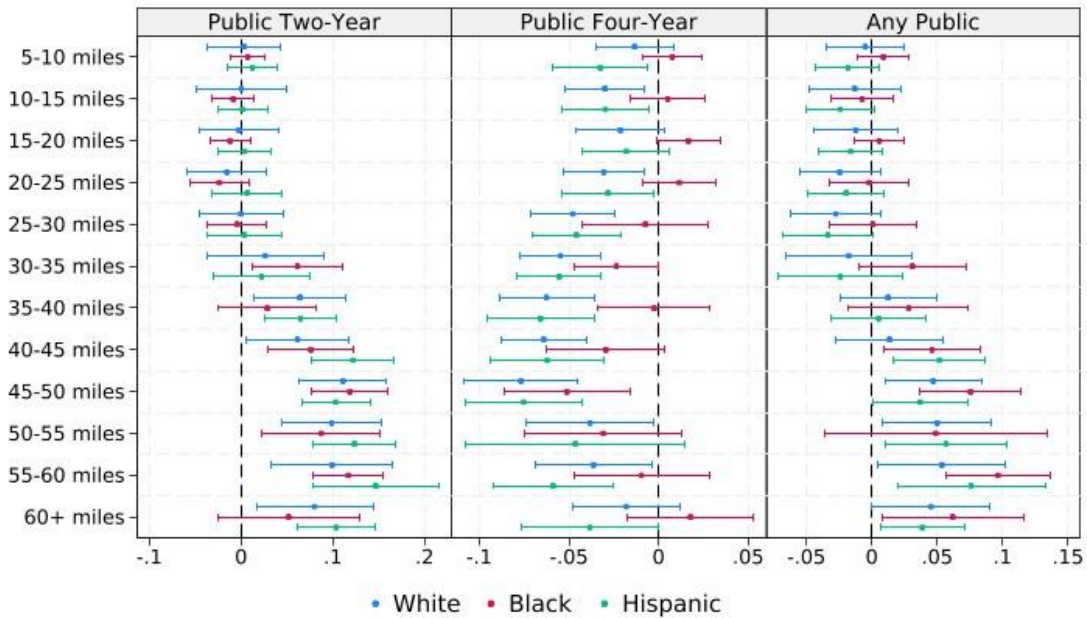 Public Two-Year Public Four-Year Any Public
5-10 miles
10-15 miles
15-20 miles
20-25 miles
25-30 miles
30-35 miles
35-40 miles
40-45 miles
45-50 miles
50-55 miles
55-60 miles
60+ miles
-.1 0 .1 .2 -.1 -.05 0 .05 -.05 0 .05 .1 .15
White Black Hispanic